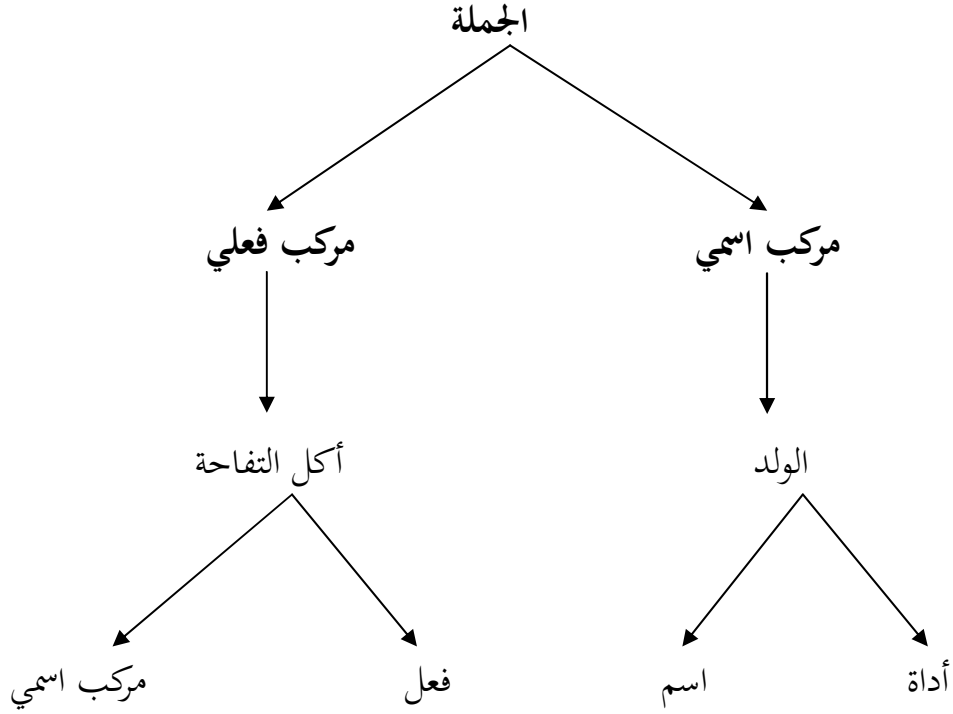 الجملة
مركب اسمي
مركب فعلي
الولد
أكل التفاحة
أداة
اسم
فعل
مركب اسمي